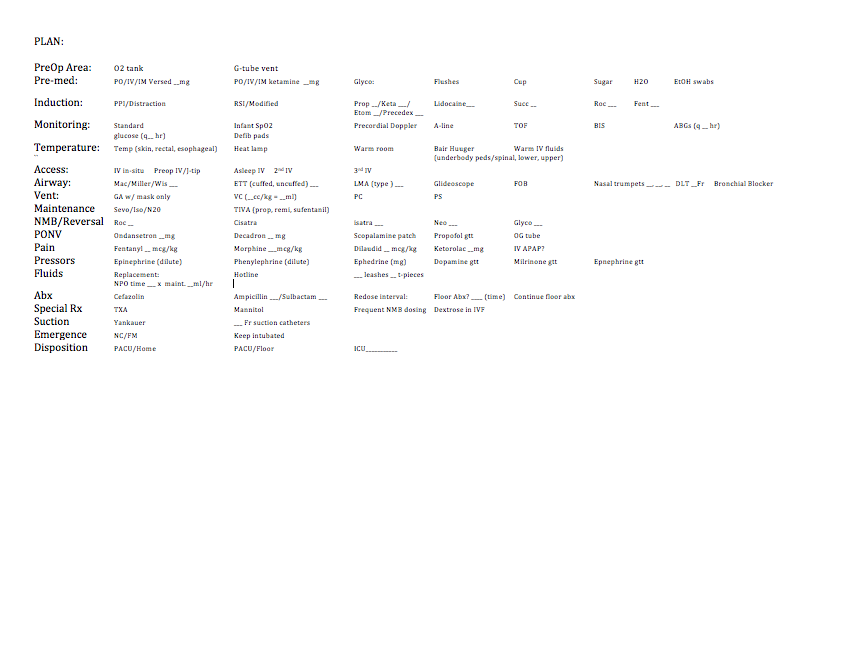 PLAN:
PreOp Area: O2 tank G-tube vent
Pre-med: PO/IV/IM Versed __mg PO/IV/IM ketamine __mg Glyco: Flushes Cup Sugar H2O EtOH swabs
Induction: PPI/Distraction RSI/Modified Prop __/Keta ___/ Lidocaine___ Succ __ Roc ___ Fent ___
Etom __/Precedex ___
Monitoring: Standard Infant SpO2 Precordial Doppler A-line TOF BIS ABGs (q __ hr)
glucose (q__ hr) Defib pads
Temperature: Temp (skin, rectal, esophageal) Heat lamp Warm room Bair Huuger Warm IV fluids
(underbody peds/spinal, lower, upper)
Access: IV in-situ Preop IV/J-tip Asleep IV 2nd IV 3rd IV
Airway: Mac/Miller/Wis ___ ETT (cuffed, uncuffed) ___ LMA (type ) ___ Glideoscope FOB Nasal trumpets __, __, __ DLT __Fr Bronchial Blocker
Vent: GA w/ mask only VC (__cc/kg = __ml) PC PS
Maintenance Sevo/Iso/N20 TIVA (prop, remi, sufentanil)
NMB/Reversal Roc __ Cisatra isatra ___ Neo ___ Glyco ___
PONV Ondansetron __mg Decadron __ mg Scopalamine patch Propofol gtt OG tube
Pain Fentanyl __ mcg/kg Morphine ___mcg/kg Dilaudid __ mcg/kg Ketorolac __mg IV APAP?
Pressors Epinephrine (dilute) Phenylephrine (dilute) Ephedrine (mg) Dopamine gtt Milrinone gtt Epnephrine gtt
Fluids Replacement: Hotline ___ leashes __ t-pieces
NPO time ___ x maint. __ml/hr
Abx Cefazolin Ampicillin ___/Sulbactam ___ Redose interval: Floor Abx? ____ (time) Continue floor abx
Special Rx TXA Mannitol Frequent NMB dosing Dextrose in IVF
Suction Yankauer ___ Fr suction catheters
Emergence NC/FM Keep intubated
Disposition PACU/Home PACU/Floor ICU___________